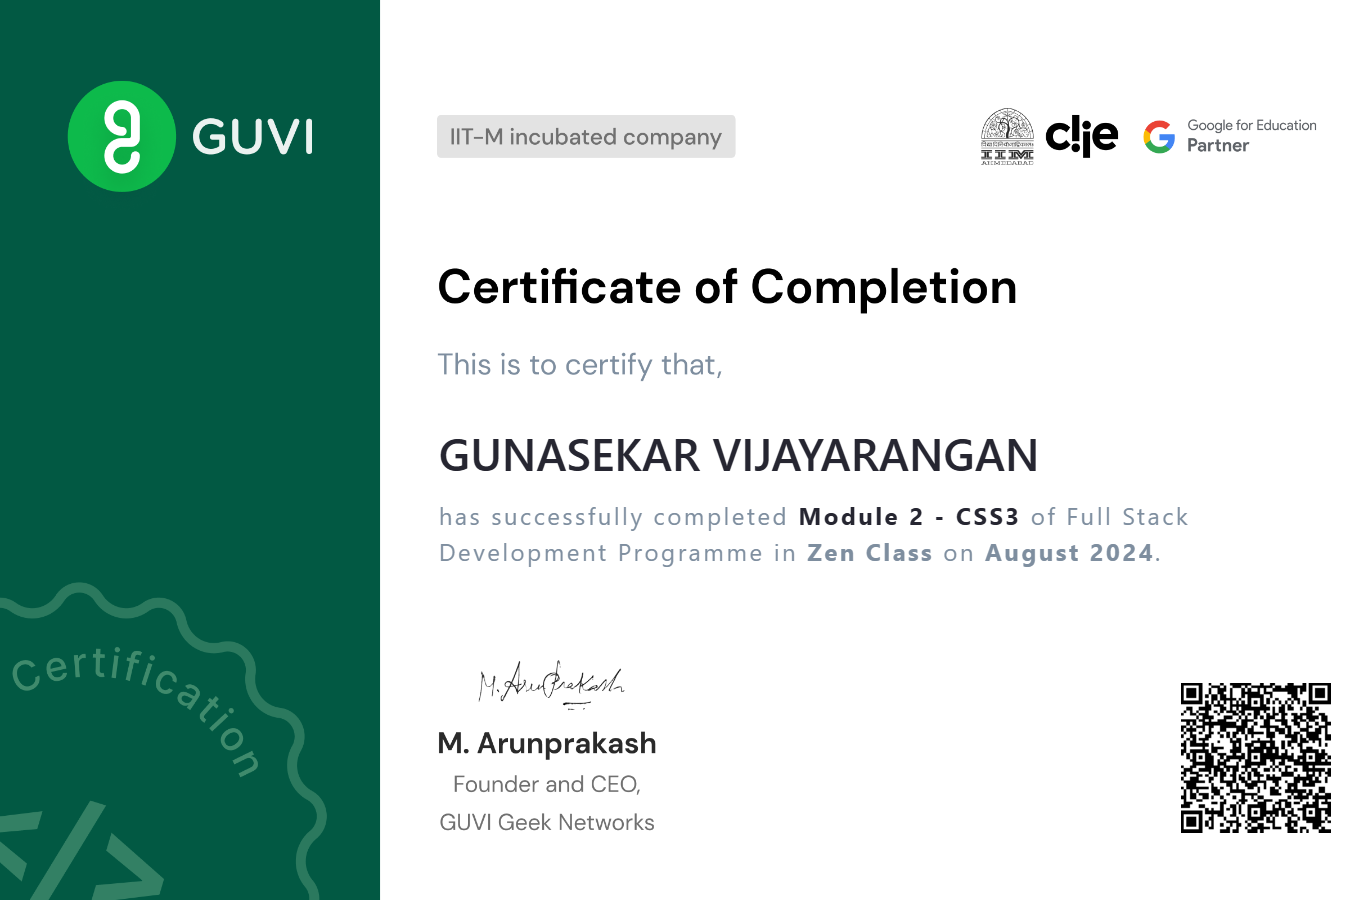 GUVI
IIT-M incubated company
IIM
AHMEDABAD
c!ie
Google for Education
Partner
Certificate of Completion
This is to certify that,
GUNASEKAR VIJAYARANGAN
has successfully completed Module 2 - CSS3 of Full Stack
Development Programme in Zen Class on August 2024.
Certification
</>
M. Arunprakash
M. Arunprakash
Founder and CEO,
GUVI Geek Networks